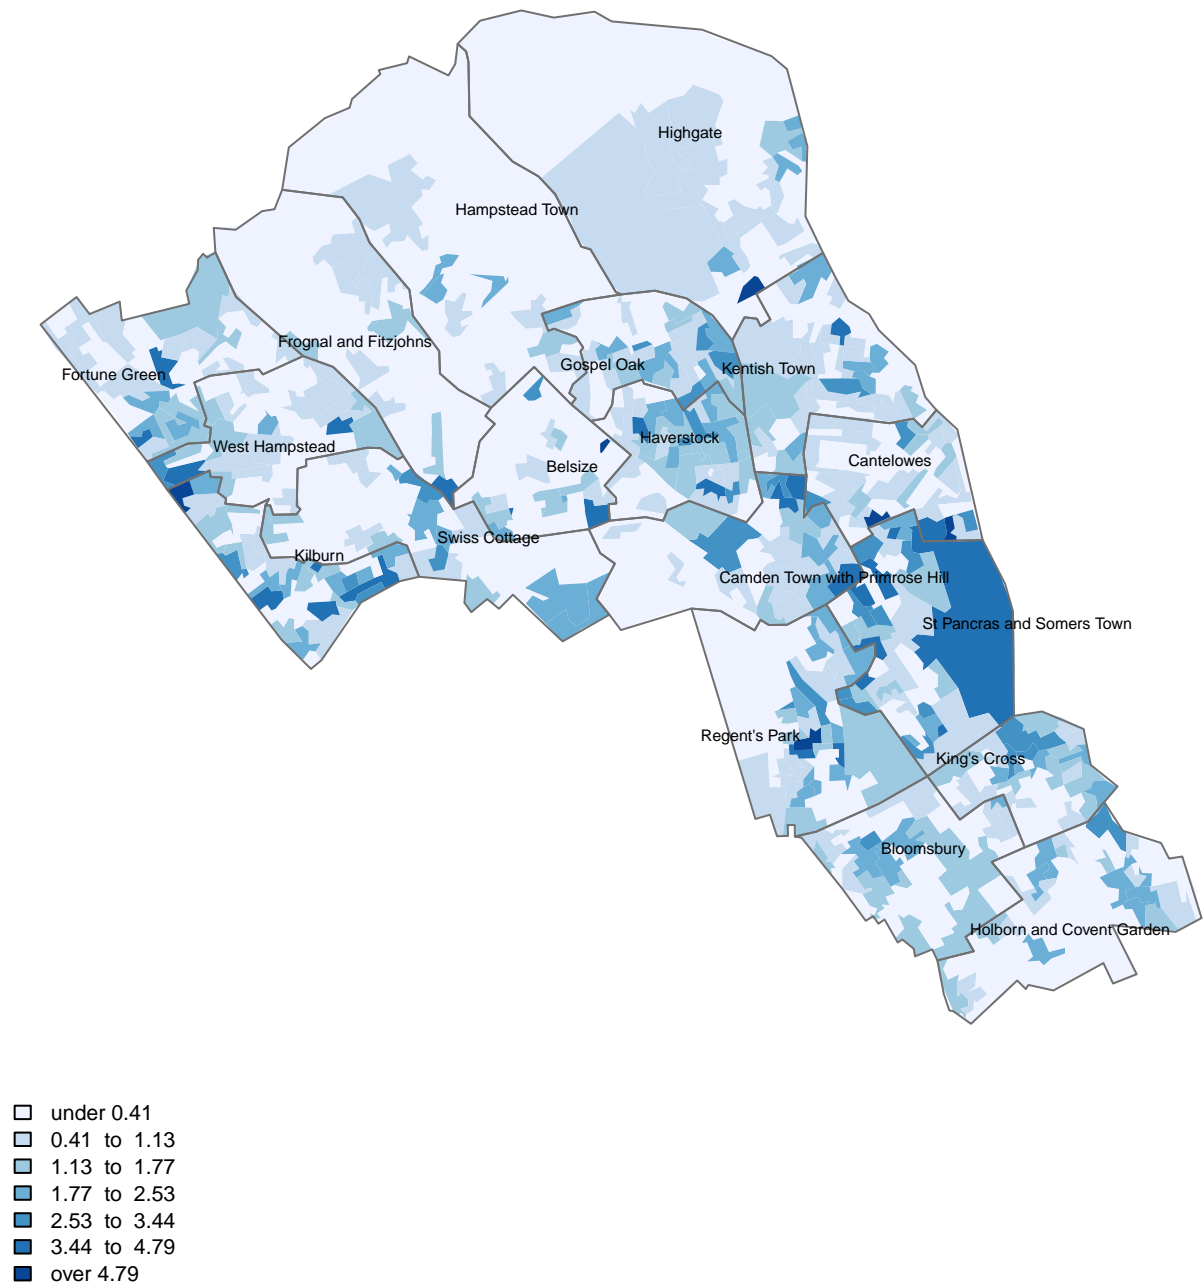 Highgate
Hampstead Town
Frognal and Fitzjohns
Gospel Oak
Kentish Town
Fortune Green
Haverstock
West Hampstead
Cantelowes
Belsize
Swiss Cottage
Kilburn
Camden Town with Primrose Hill
St Pancras and Somers Town
Regent's Park
King's Cross
Bloomsbury
Holborn and Covent Garden
under 0.41
0.41 to 1.13
1.13 to 1.77
1.77 to 2.53
2.53 to 3.44
3.44 to 4.79
over 4.79